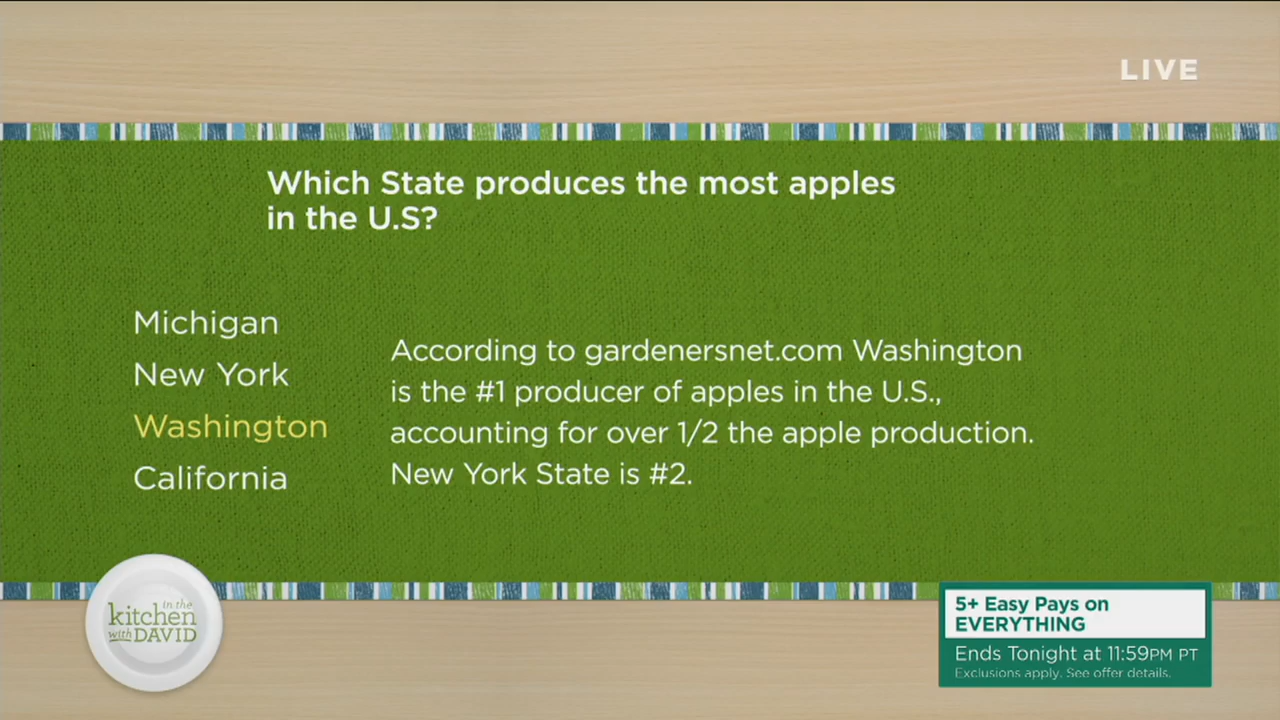 LIVE
Which State produces the most apples
in the U.S?
Michigan
New York
Washington
California
According to gardenersnet.com Washington
is the #1 producer of apples in the U.S.,
accounting for over 1/2 the apple production.
New York State is #2.
in the
kitchen
with DAVID
5+ Easy Pays on
EVERYTHING
Ends Tonight at 11:59PM PT
Exclusions apply. See offer details.